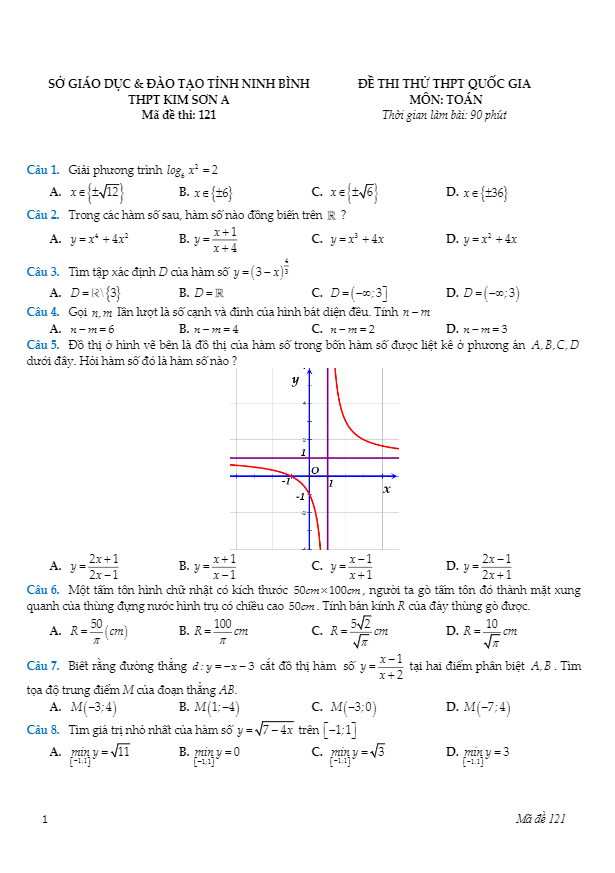 SỞ GIÁO DỤC & ĐÀO TẠO TỈNH NINH BÌNH
THPT KIM SƠN A
Mã đề thi: 121
ĐỀ THI THỬ THPT QUỐC GIA
MÔN: TOÁN
Thời gian làm bài: 90 phút
Câu 1. Giải phương trình log₆ x² = 2
A. x ∈ {±√12} B. x ∈ {±6} C. x ∈ {±√6} D. x ∈ {±36}
Câu 2. Trong các hàm số sau, hàm số nào đồng biến trên ℝ ?
A. y = x⁴ + 4x² B. y = (x+1)/(x+4) C. y = x³ + 4x D. y = x² + 4x
Câu 3. Tìm tập xác định D của hàm số y = (3 − x)^(4/3)
A. D = ℝ\{3} B. D = ℝ C. D = (−∞;3] D. D = (−∞;3)
Câu 4. Gọi n, m lần lượt là số cạnh và đỉnh của hình bát diện đều. Tính n − m
A. n − m = 6 B. n − m = 4 C. n − m = 2 D. n − m = 3
Câu 5. Đồ thị ở hình vẽ bên là đồ thị của hàm số trong bốn hàm số được liệt kê ở phương án A, B, C, D
dưới đây. Hỏi hàm số đó là hàm số nào ?
y
4
2
1
O
-1
1
x
-1
-2
-4
A. y = (2x+1)/(2x−1) B. y = (x+1)/(x−1) C. y = (x−1)/(x+1) D. y = (2x−1)/(2x+1)
Câu 6. Một tấm tôn hình chữ nhật có kích thước 50cm×100cm, người ta gò tấm tôn đó thành mặt xung
quanh của thùng đựng nước hình trụ có chiều cao 50cm. Tính bán kính R của đáy thùng gò được.
A. R = 50/π (cm) B. R = 100/π cm C. R = 5√2/√π cm D. R = 10/√π cm
Câu 7. Biết rằng đường thẳng d: y = −x − 3 cắt đồ thị hàm số y = (x−1)/(x+2) tại hai điểm phân biệt A, B. Tìm
tọa độ trung điểm M của đoạn thẳng AB.
A. M(−3;4) B. M(1;−4) C. M(−3;0) D. M(−7;4)
Câu 8. Tìm giá trị nhỏ nhất của hàm số y = √(7−4x) trên [−1;1]
A. min[−1;1] y = √11 B. min[−1;1] y = 0 C. min[−1;1] y = √3 D. min[−1;1] y = 3
1 Mã đề 121